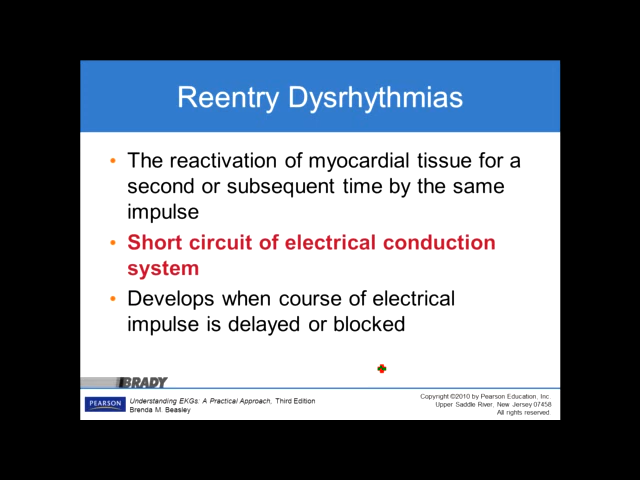 Reentry Dysrhythmias
• The reactivation of myocardial tissue for a
second or subsequent time by the same
impulse
• Short circuit of electrical conduction
system
• Develops when course of electrical
impulse is delayed or blocked
BRADY
PEARSON
Understanding EKGs: A Practical Approach, Third Edition
Brenda M. Beasley
Copyright ©2010 by Pearson Education, Inc.
Upper Saddle River, New Jersey 07458
All rights reserved.